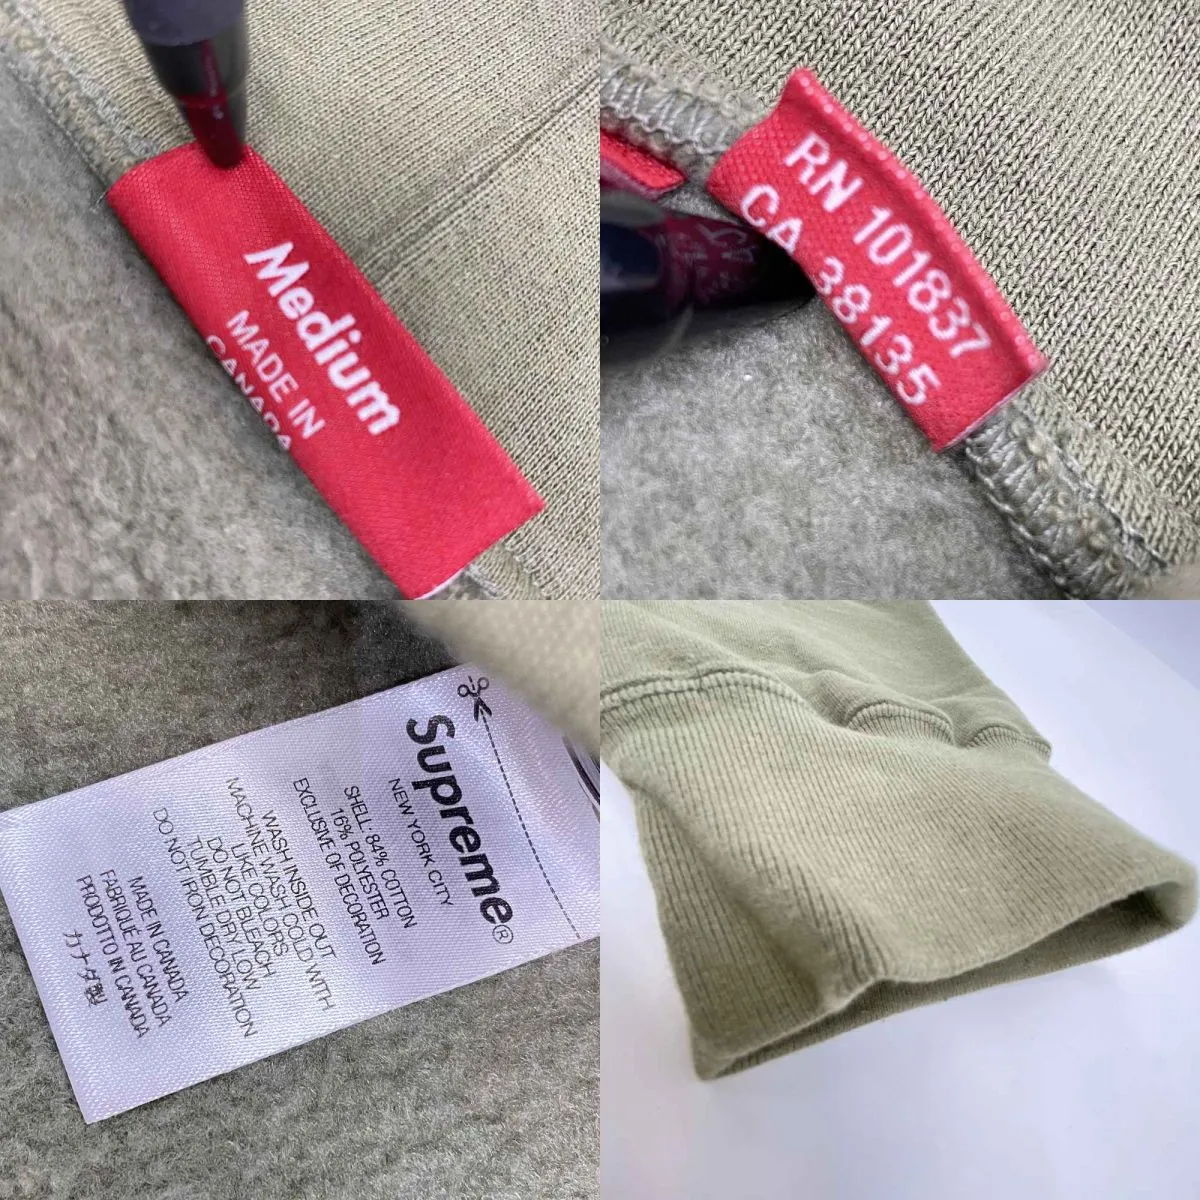 Medium
MADE IN
CANADA
RN 101837
CA 38135
Supreme®
NEW YORK CITY
SHELL: 84% COTTON
16% POLYESTER
EXCLUSIVE OF DECORATION
WASH INSIDE OUT
MACHINE WASH COLD WITH
LIKE COLORS
DO NOT BLEACH
TUMBLE DRY LOW
DO NOT IRON DECORATION
MADE IN CANADA
FABRIQUÉ AU CANADA
PRODOTTO IN CANADA
カナダ製